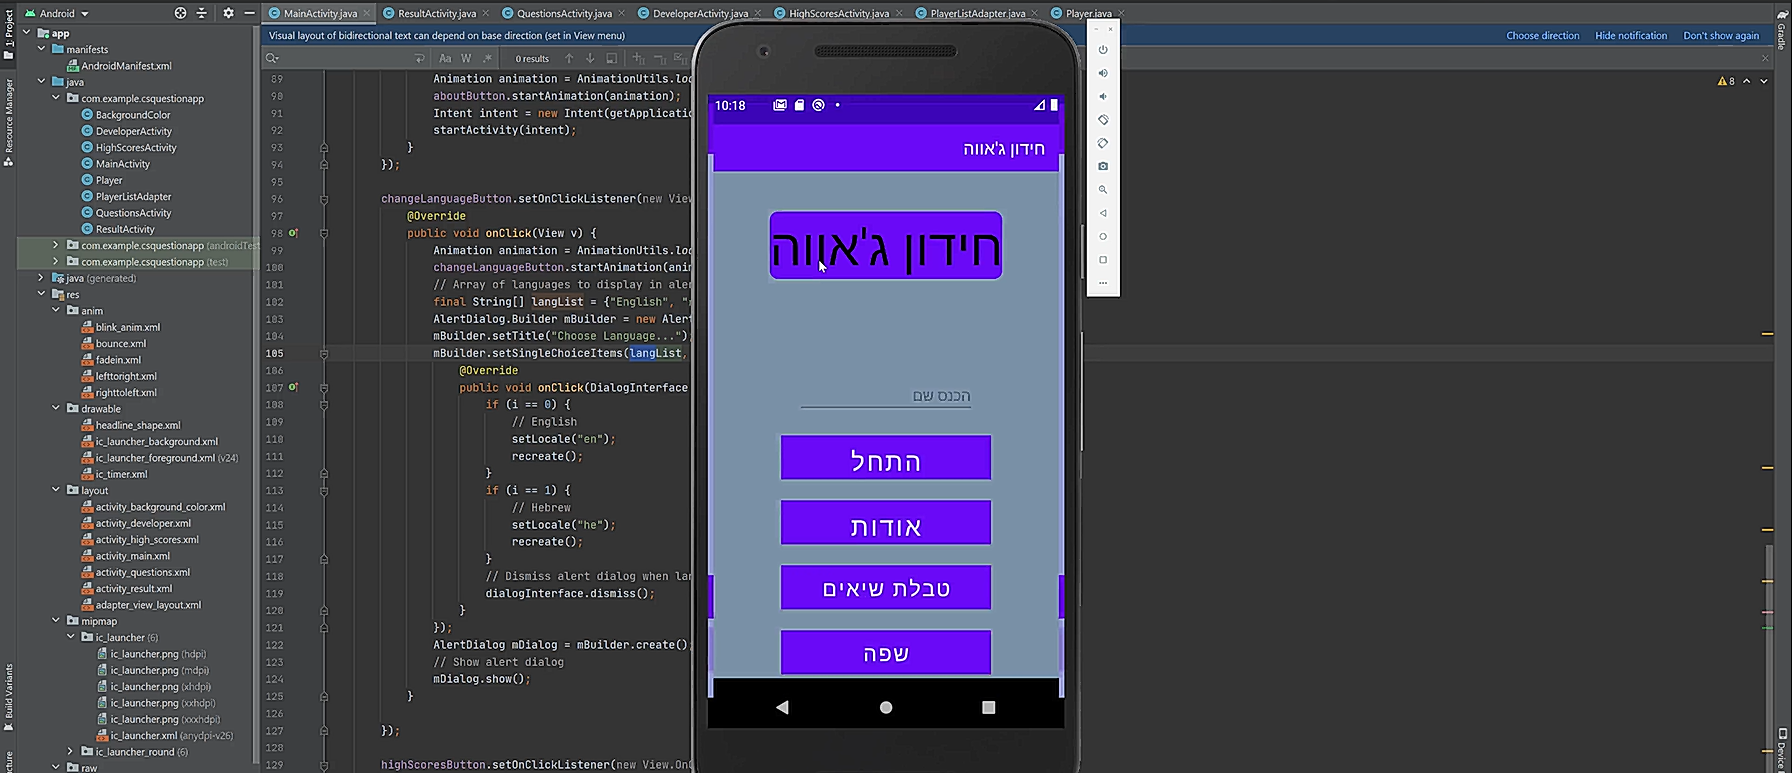 Android
MainActivity.java
ResultActivity.java
QuestionsActivity.java
DeveloperActivity.java
HighScoresActivity.java
PlayerListAdapter.java
Player.java
Visual layout of bidirectional text can depend on base direction (set in View menu)
Choose direction
Hide notification
Don't show again
Aa W 0 results
8
1: Project
Resource Manager
Build Variants
Gradle
app
manifests
AndroidManifest.xml
java
com.example.csquestionapp
BackgroundColor
DeveloperActivity
HighScoresActivity
MainActivity
Player
PlayerListAdapter
QuestionsActivity
ResultActivity
com.example.csquestionapp (androidTest
com.example.csquestionapp (test)
java (generated)
res
anim
blink_anim.xml
bounce.xml
fadein.xml
lefttoright.xml
righttoleft.xml
drawable
headline_shape.xml
ic_launcher_background.xml
ic_launcher_foreground.xml (v24)
ic_timer.xml
layout
activity_background_color.xml
activity_developer.xml
activity_high_scores.xml
activity_main.xml
activity_questions.xml
activity_result.xml
adapter_view_layout.xml
mipmap
ic_launcher (6)
ic_launcher.png (hdpi)
ic_launcher.png (mdpi)
ic_launcher.png (xhdpi)
ic_launcher.png (xxhdpi)
ic_launcher.png (xxxhdpi)
ic_launcher.xml (anydpi-v26)
ic_launcher_round (6)
raw
89 Animation animation = AnimationUtils.loa
90 aboutButton.startAnimation(animation);
91 Intent intent = new Intent(getApplicatio
92 startActivity(intent);
93 }
94 });
95
96 changeLanguageButton.setOnClickListener(new View
97 @Override
98 public void onClick(View v) {
99 Animation animation = AnimationUtils.loa
100 changeLanguageButton.startAnimation(anim
101 // Array of languages to display in aler
102 final String[] langList = {"English", "
103 AlertDialog.Builder mBuilder = new Alert
104 mBuilder.setTitle("Choose Language...");
105 mBuilder.setSingleChoiceItems(langList,
106 @Override
107 public void onClick(DialogInterface
108 if (i == 0) {
109 // English
110 setLocale("en");
111 recreate();
112 }
113 if (i == 1) {
114 // Hebrew
115 setLocale("he");
116 recreate();
117 }
118 // Dismiss alert dialog when lan
119 dialogInterface.dismiss();
120 }
121 });
122 AlertDialog mDialog = mBuilder.create();
123 // Show alert dialog
124 mDialog.show();
125 }
126
127 });
128
129 highScoresButton.setOnClickListener(new View.OnC
10:18
חידון ג'אווה
חידון ג'אווה
הכנס שם
התחל
אודות
טבלת שיאים
שפה